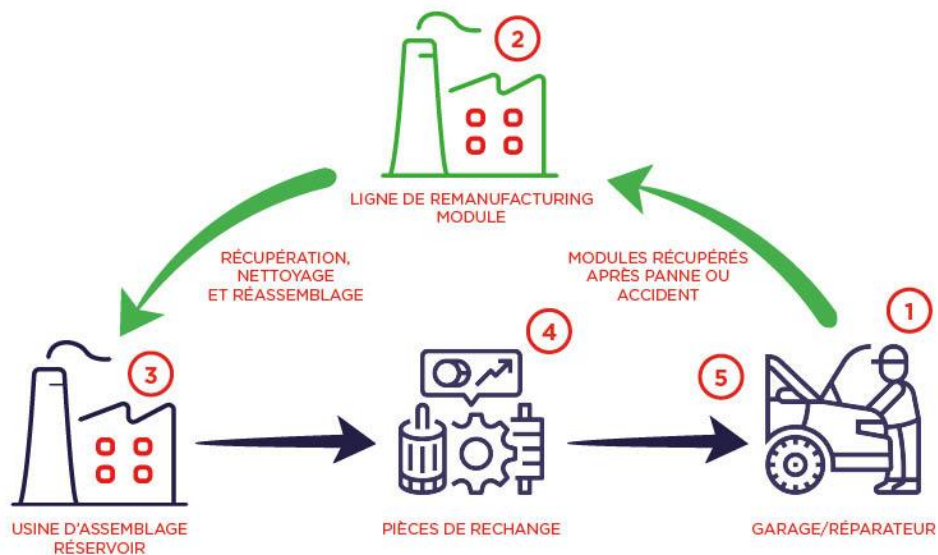 2
LIGNE DE REMANUFACTURING
MODULE
RÉCUPÉRATION,
NETTOYAGE
ET RÉASSEMBLAGE
MODULES RÉCUPÉRÉS
APRÈS PANNE OU
ACCIDENT
1
3
4
5
USINE D'ASSEMBLAGE
RÉSERVOIR
PIÈCES DE RECHANGE
GARAGE/RÉPARATEUR